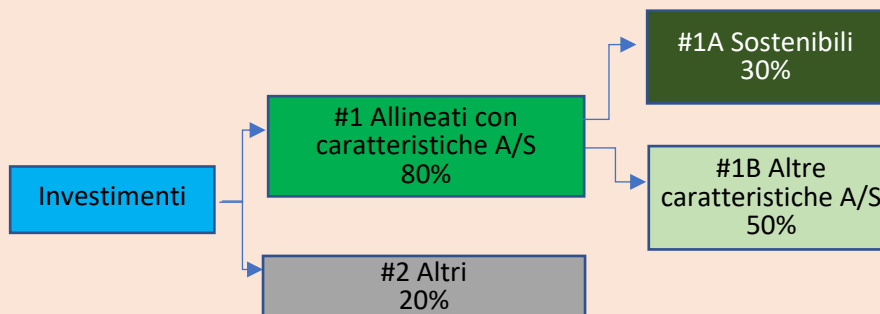 #1A Sostenibili
30%
#1 Allineati con
caratteristiche A/S
80%
Investimenti
#1B Altre
caratteristiche A/S
50%
#2 Altri
20%